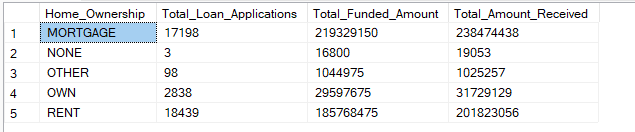 Home_Ownership Total_Loan_Applications Total_Funded_Amount Total_Amount_Received
1 MORTGAGE 17198 219329150 238474438
2 NONE 3 16800 19053
3 OTHER 98 1044975 1025257
4 OWN 2838 29597675 31729129
5 RENT 18439 185768475 201823056